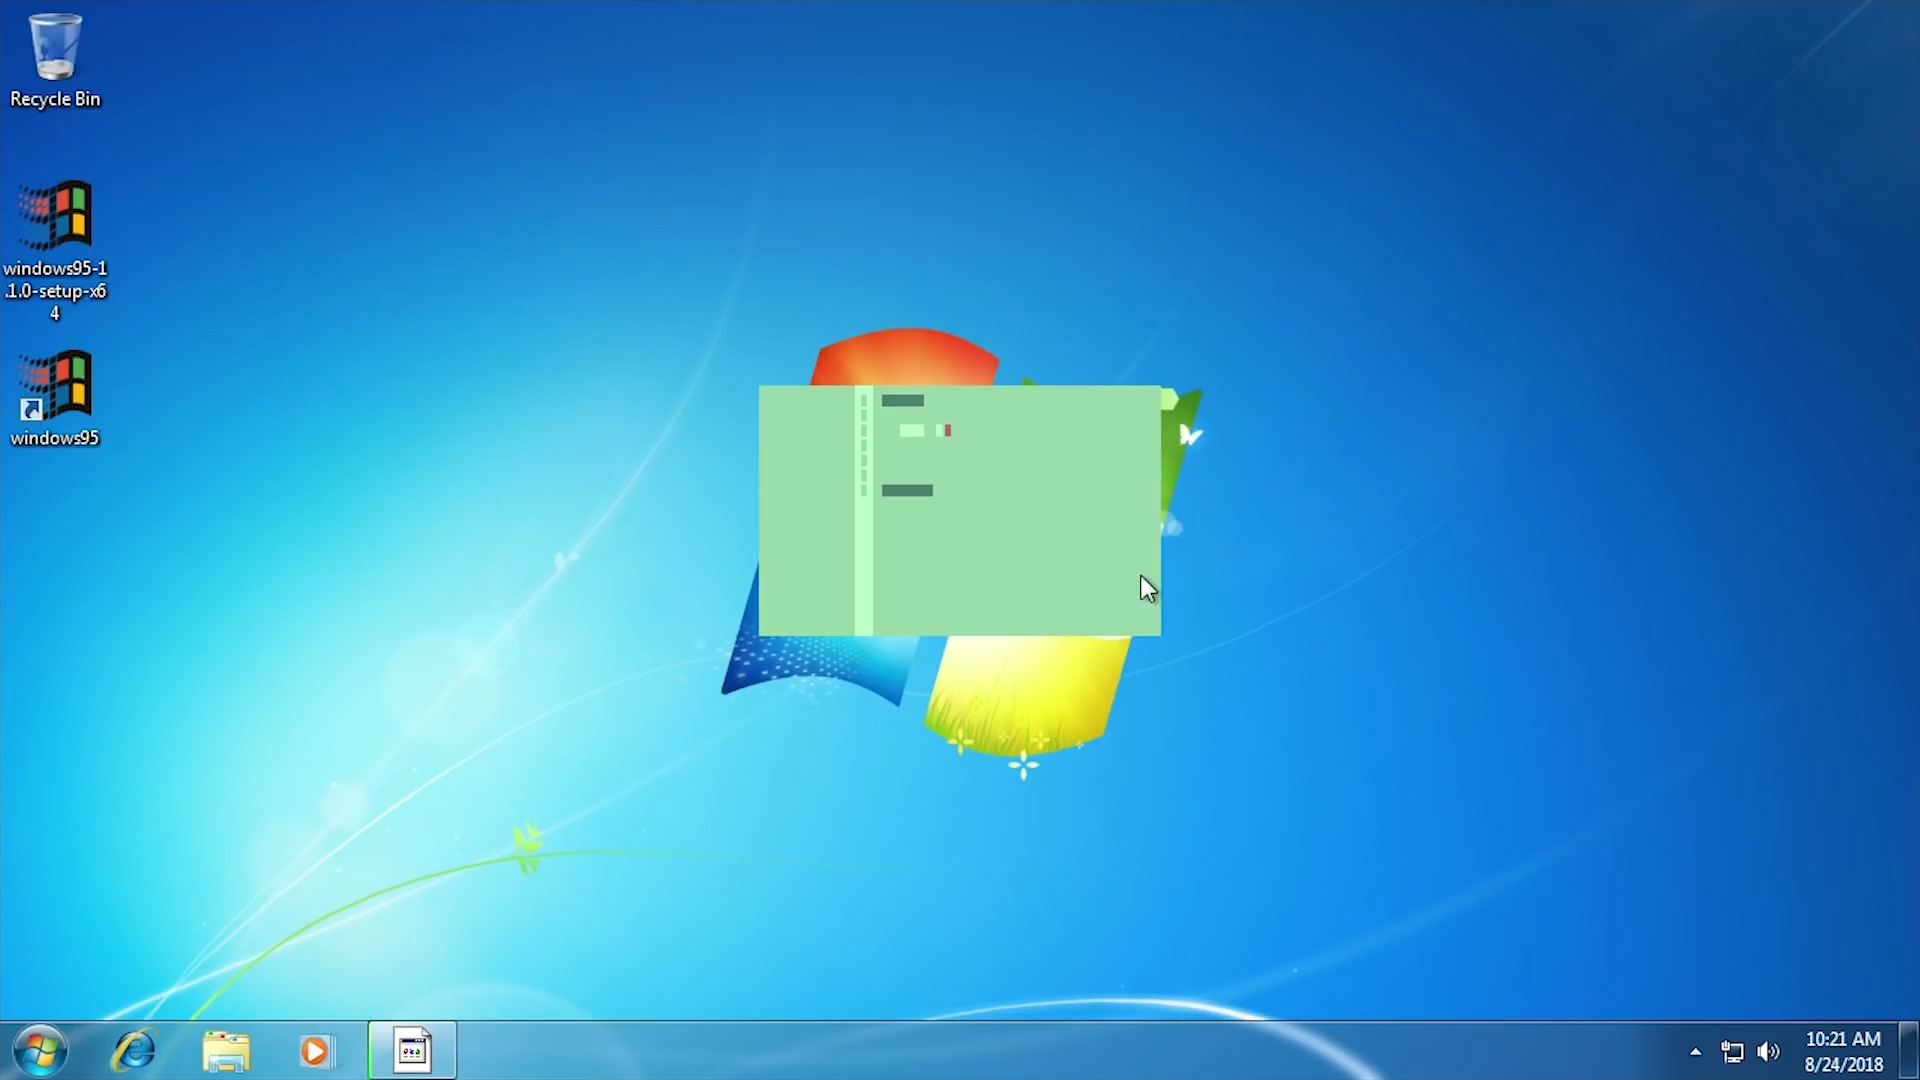 Recycle Bin
windows95-1
.1.0-setup-x6
4
windows95
10:21 AM
8/24/2018